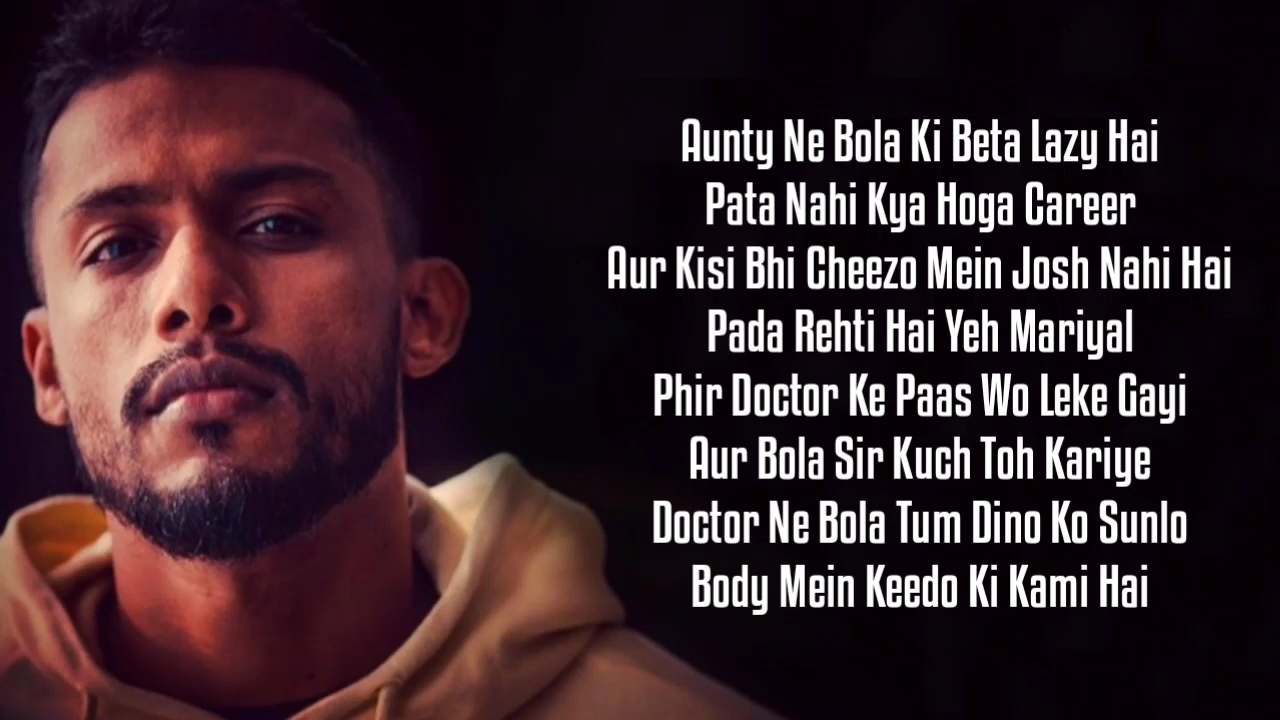 Aunty Ne Bola Ki Beta Lazy Hai
Pata Nahi Kya Hoga Career
Aur Kisi Bhi Cheezo Mein Josh Nahi Hai
Pada Rehti Hai Yeh Mariyal
Phir Doctor Ke Paas Wo Leke Gayi
Aur Bola Sir Kuch Toh Kariye
Doctor Ne Bola Tum Dino Ko Sunlo
Body Mein Keedo Ki Kami Hai